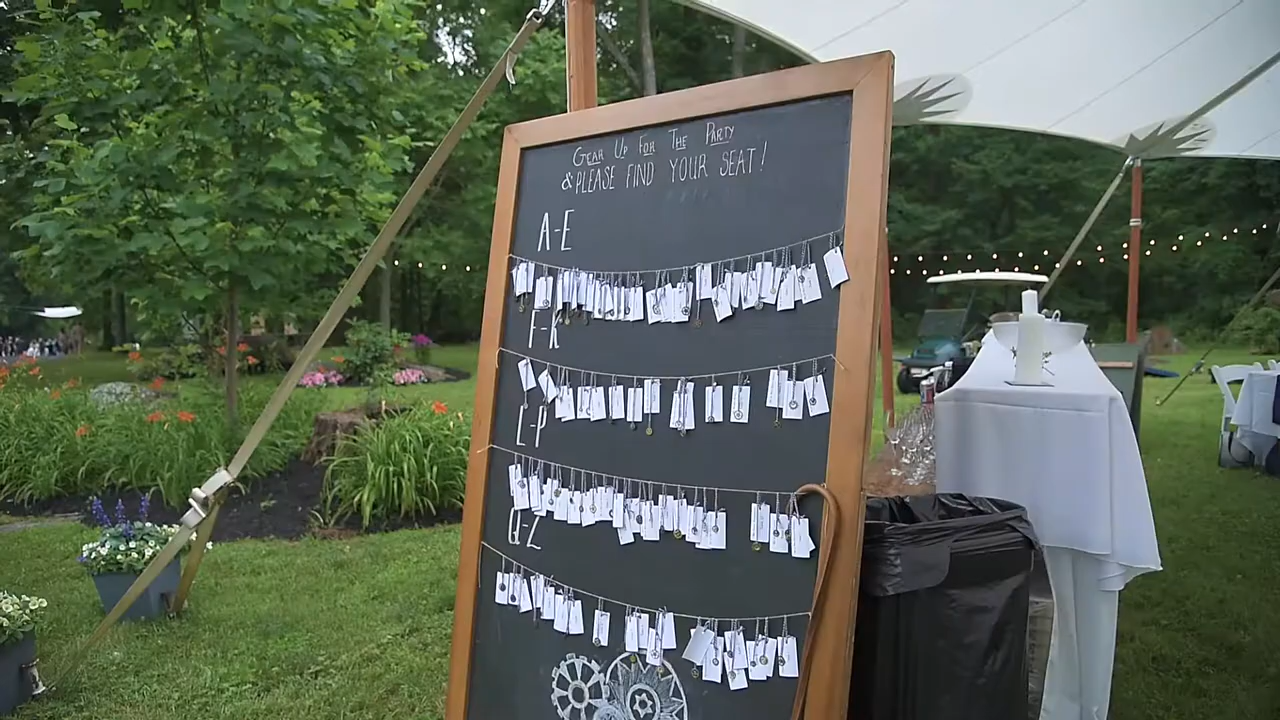 Gear Up For The Party
& PLEASE FIND YOUR SEAT!
A-E
F-K
L-P
Q-Z